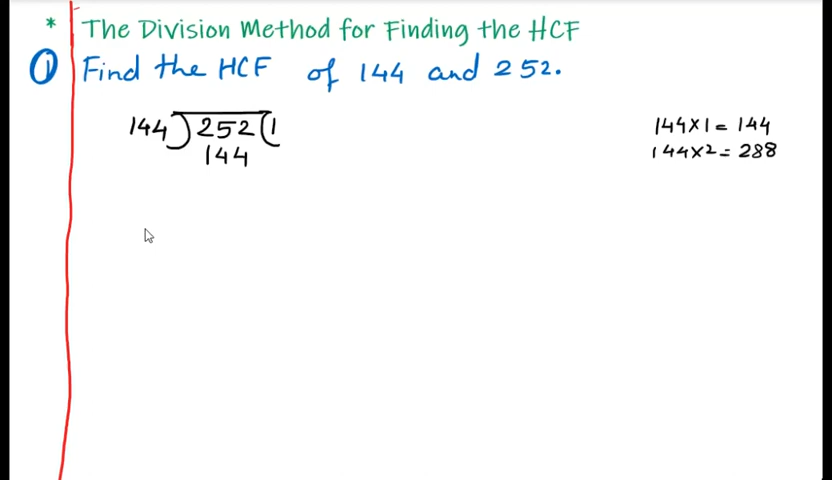 * The Division Method for Finding the HCF
① Find the HCF of 144 and 252.
144)252(1
144
144×1=144
144×2=288